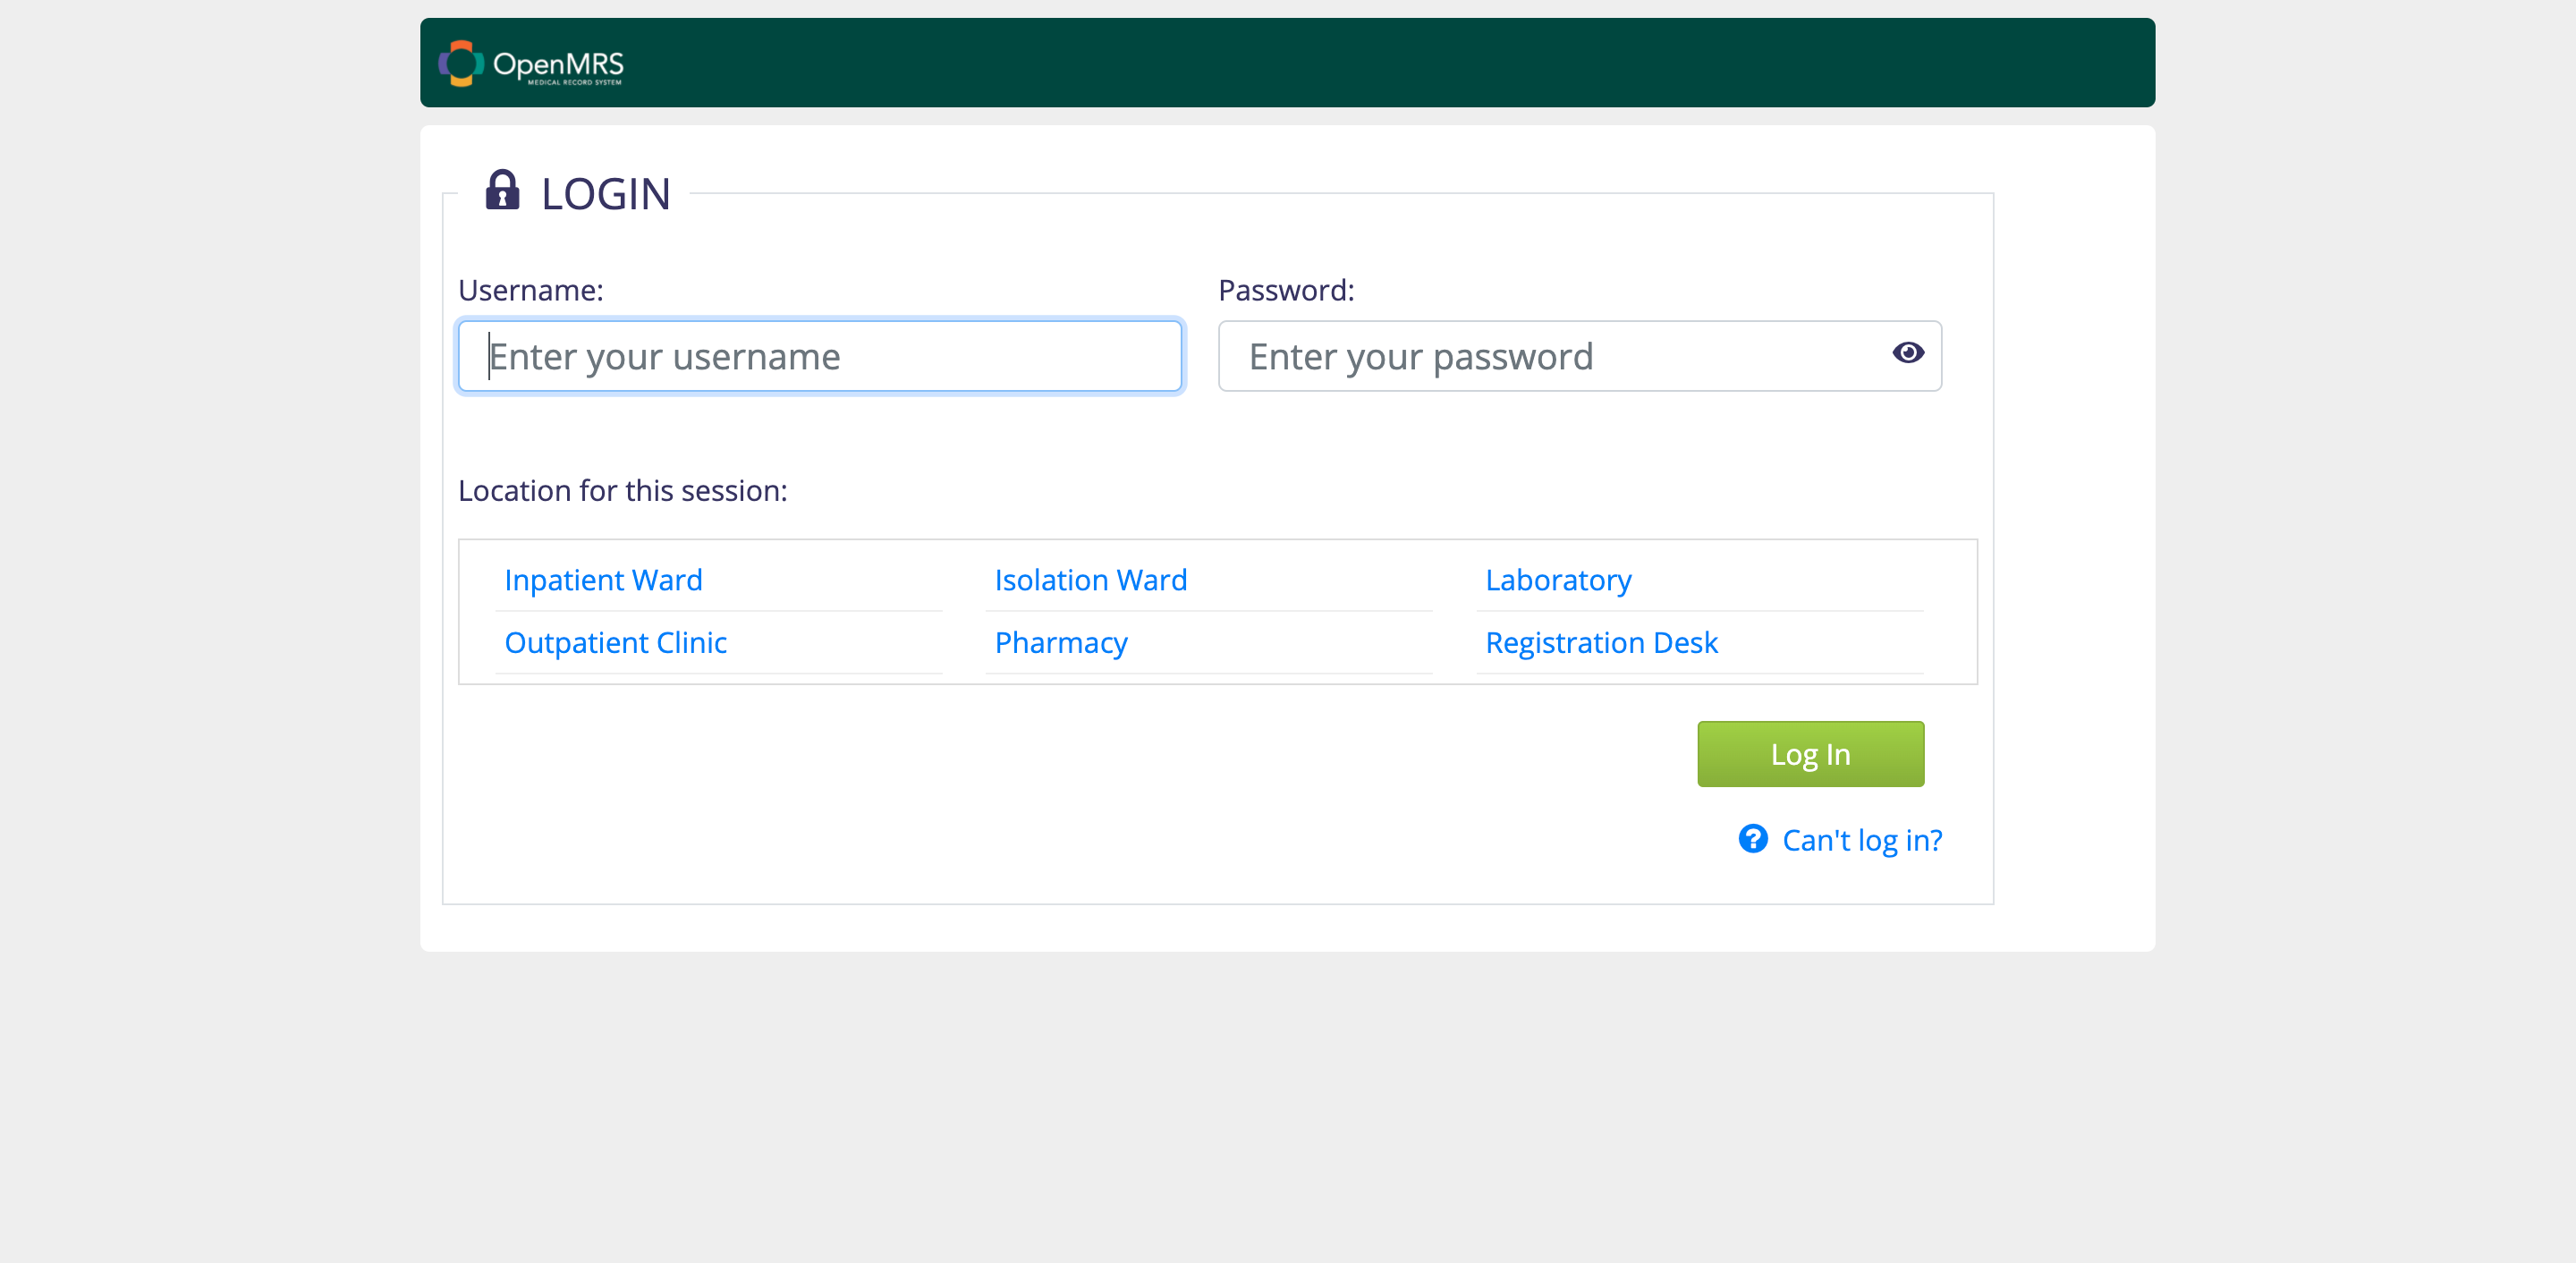 OpenMRS
MEDICAL RECORD SYSTEM
LOGIN
Username: Password:
Enter your username Enter your password
Location for this session:
Inpatient Ward Isolation Ward Laboratory
Outpatient Clinic Pharmacy Registration Desk
Log In
Can't log in?